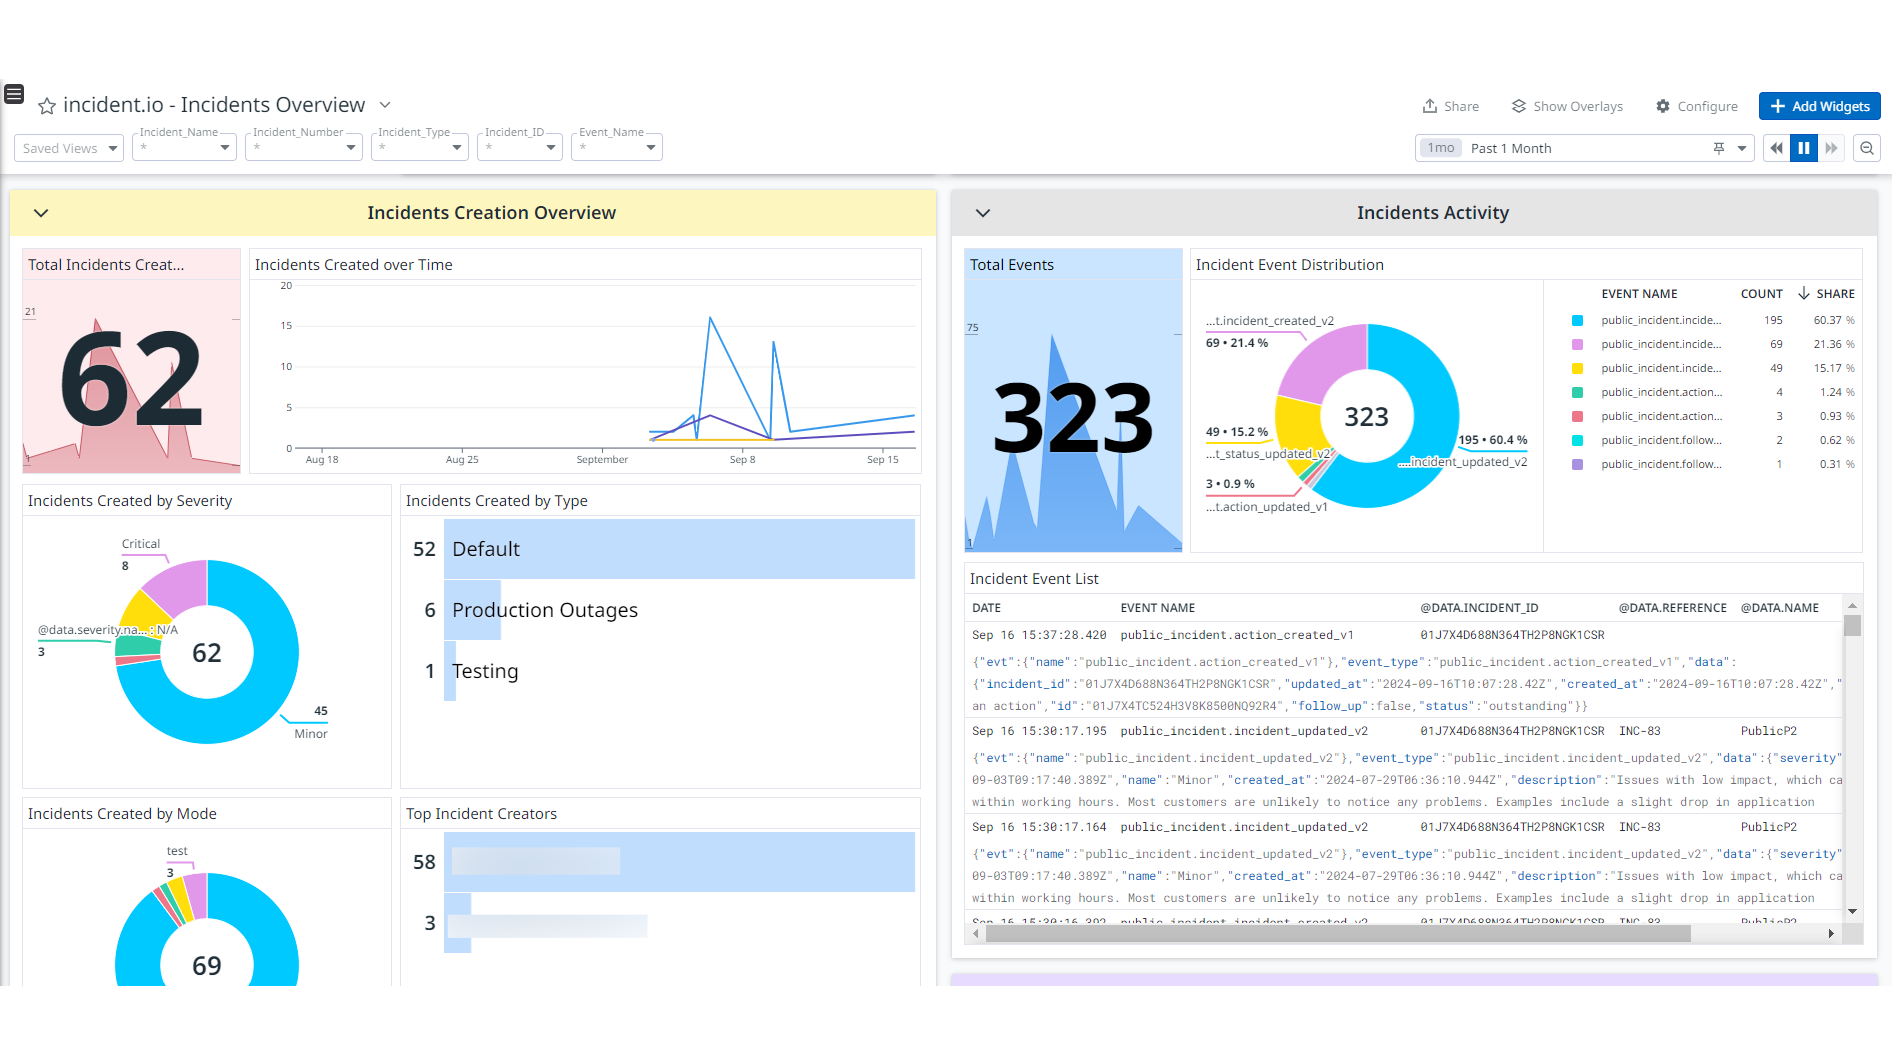 incident.io - Incidents Overview
Share
Show Overlays
Configure
Add Widgets
Saved Views
Incident_Name
*
Incident_Number
*
Incident_Type
*
Incident_ID
*
Event_Name
*
1mo Past 1 Month
Incidents Creation Overview
Total Incidents Creat...
21
62
1
Incidents Created over Time
20
15
10
5
0
Aug 18 Aug 25 September Sep 8 Sep 15
Incidents Created by Severity
Critical
8
@data.severity.na... : N/A
3
62
45
Minor
Incidents Created by Type
52 Default
6 Production Outages
1 Testing
Incidents Created by Mode
test
3
69
Top Incident Creators
58
3
Incidents Activity
Total Events
75
323
1
Incident Event Distribution
...t.incident_created_v2
69 • 21.4 %
49 • 15.2 %
...t_status_updated_v2
3 • 0.9 %
...t.action_updated_v1
323
195 • 60.4 %
...incident_updated_v2
EVENT NAME COUNT SHARE
public_incident.incide... 195 60.37 %
public_incident.incide... 69 21.36 %
public_incident.incide... 49 15.17 %
public_incident.action... 4 1.24 %
public_incident.action... 3 0.93 %
public_incident.follow... 2 0.62 %
public_incident.follow... 1 0.31 %
Incident Event List
DATE EVENT NAME @DATA.INCIDENT_ID @DATA.REFERENCE @DATA.NAME
Sep 16 15:37:28.420 public_incident.action_created_v1 01J7X4D688N364TH2P8NGK1CSR
{"evt":{"name":"public_incident.action_created_v1"},"event_type":"public_incident.action_created_v1","data":
{"incident_id":"01J7X4D688N364TH2P8NGK1CSR","updated_at":"2024-09-16T10:07:28.42Z","created_at":"2024-09-16T10:07:28.42Z","
an action","id":"01J7X4TC524H3V8K8500NQ92R4","follow_up":false,"status":"outstanding"}}
Sep 16 15:30:17.195 public_incident.incident_updated_v2 01J7X4D688N364TH2P8NGK1CSR INC-83 PublicP2
{"evt":{"name":"public_incident.incident_updated_v2"},"event_type":"public_incident.incident_updated_v2","data":{"severity"
09-03T09:17:40.389Z","name":"Minor","created_at":"2024-07-29T06:36:10.944Z","description":"Issues with low impact, which ca
within working hours. Most customers are unlikely to notice any problems. Examples include a slight drop in application
Sep 16 15:30:17.164 public_incident.incident_updated_v2 01J7X4D688N364TH2P8NGK1CSR INC-83 PublicP2
{"evt":{"name":"public_incident.incident_updated_v2"},"event_type":"public_incident.incident_updated_v2","data":{"severity"
09-03T09:17:40.389Z","name":"Minor","created_at":"2024-07-29T06:36:10.944Z","description":"Issues with low impact, which ca
within working hours. Most customers are unlikely to notice any problems. Examples include a slight drop in application
Sep 16 15:30:16.392 public_incident.incident_created_v2 01J7X4D688N364TH2P8NGK1CSR INC-83 PublicP2